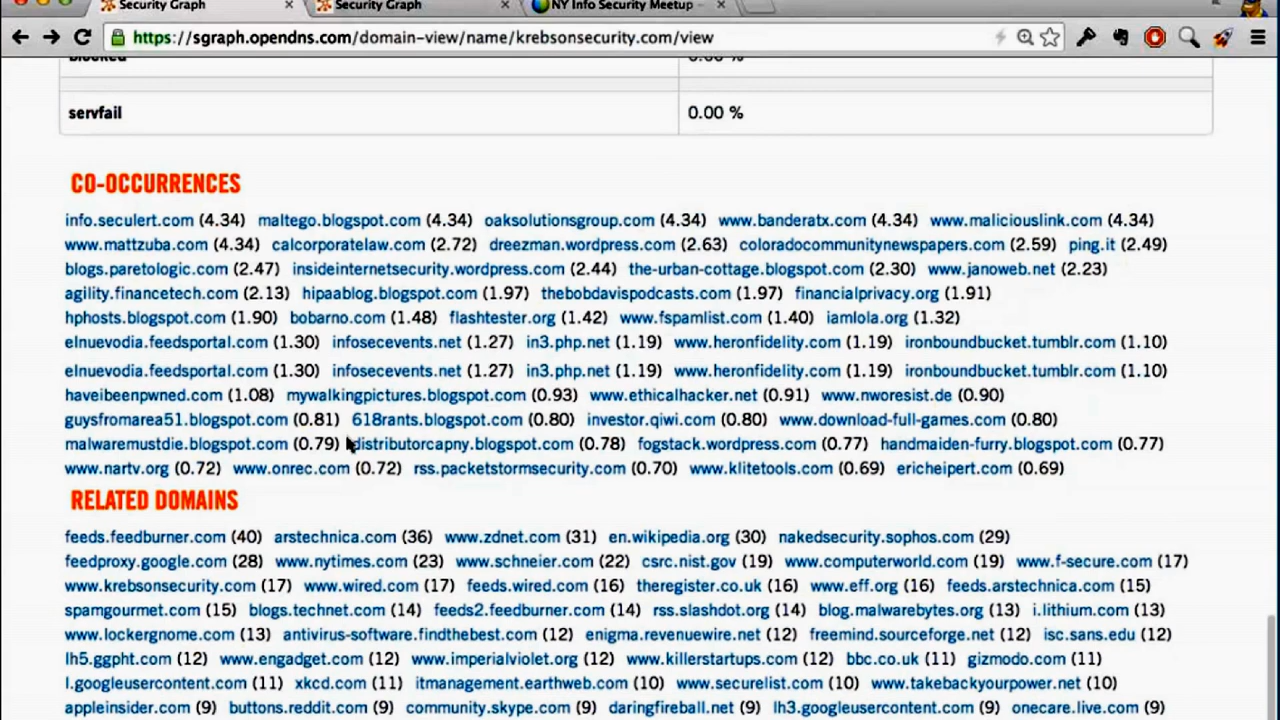 Security Graph
Security Graph
NY Info Security Meetup
https://sgraph.opendns.com/domain-view/name/krebsonsecurity.com/view
blocked 0.00 %
servfail 0.00 %
CO-OCCURRENCES
info.seculert.com (4.34) maltego.blogspot.com (4.34) oaksolutionsgroup.com (4.34) www.banderatx.com (4.34) www.maliciouslink.com (4.34)
www.mattzuba.com (4.34) calcorporatelaw.com (2.72) dreezman.wordpress.com (2.63) coloradocommunitynewspapers.com (2.59) ping.it (2.49)
blogs.paretologic.com (2.47) insideinternetsecurity.wordpress.com (2.44) the-urban-cottage.blogspot.com (2.30) www.janoweb.net (2.23)
agility.financetech.com (2.13) hipaablog.blogspot.com (1.97) thebobdavispodcasts.com (1.97) financialprivacy.org (1.91)
hphosts.blogspot.com (1.90) bobarno.com (1.48) flashtester.org (1.42) www.fspamlist.com (1.40) iamlola.org (1.32)
elnuevodia.feedsportal.com (1.30) infosecevents.net (1.27) in3.php.net (1.19) www.heronfidelity.com (1.19) ironboundbucket.tumblr.com (1.10)
elnuevodia.feedsportal.com (1.30) infosecevents.net (1.27) in3.php.net (1.19) www.heronfidelity.com (1.19) ironboundbucket.tumblr.com (1.10)
haveibeenpwned.com (1.08) mywalkingpictures.blogspot.com (0.93) www.ethicalhacker.net (0.91) www.nworesist.de (0.90)
guysfromarea51.blogspot.com (0.81) 618rants.blogspot.com (0.80) investor.qiwi.com (0.80) www.download-full-games.com (0.80)
malwaremustdie.blogspot.com (0.79) distributorcapny.blogspot.com (0.78) fogstack.wordpress.com (0.77) handmaiden-furry.blogspot.com (0.77)
www.nartv.org (0.72) www.onrec.com (0.72) rss.packetstormsecurity.com (0.70) www.klitetools.com (0.69) ericheipert.com (0.69)
RELATED DOMAINS
feeds.feedburner.com (40) arstechnica.com (36) www.zdnet.com (31) en.wikipedia.org (30) nakedsecurity.sophos.com (29)
feedproxy.google.com (28) www.nytimes.com (23) www.schneier.com (22) csrc.nist.gov (19) www.computerworld.com (19) www.f-secure.com (17)
www.krebsonsecurity.com (17) www.wired.com (17) feeds.wired.com (16) theregister.co.uk (16) www.eff.org (16) feeds.arstechnica.com (15)
spamgourmet.com (15) blogs.technet.com (14) feeds2.feedburner.com (14) rss.slashdot.org (14) blog.malwarebytes.org (13) i.lithium.com (13)
www.lockergnome.com (13) antivirus-software.findthebest.com (12) enigma.revenuewire.net (12) freemind.sourceforge.net (12) isc.sans.edu (12)
lh5.ggpht.com (12) www.engadget.com (12) www.imperialviolet.org (12) www.killerstartups.com (12) bbc.co.uk (11) gizmodo.com (11)
l.googleusercontent.com (11) xkcd.com (11) itmanagement.earthweb.com (10) www.securelist.com (10) www.takebackyourpower.net (10)
appleinsider.com (9) buttons.reddit.com (9) community.skype.com (9) daringfireball.net (9) lh3.googleusercontent.com (9) onecare.live.com (9)